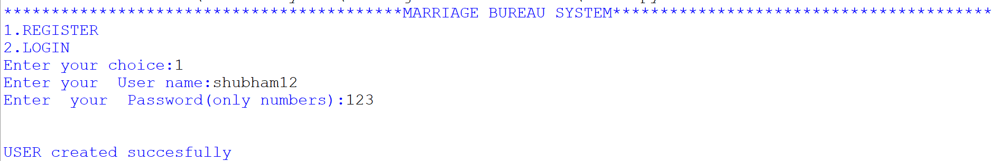 ******************************************MARRIAGE BUREAU SYSTEM****************************************
1.REGISTER
2.LOGIN
Enter your choice:1
Enter your  User name:shubham12
Enter  your  Password(only numbers):123
USER created succesfully